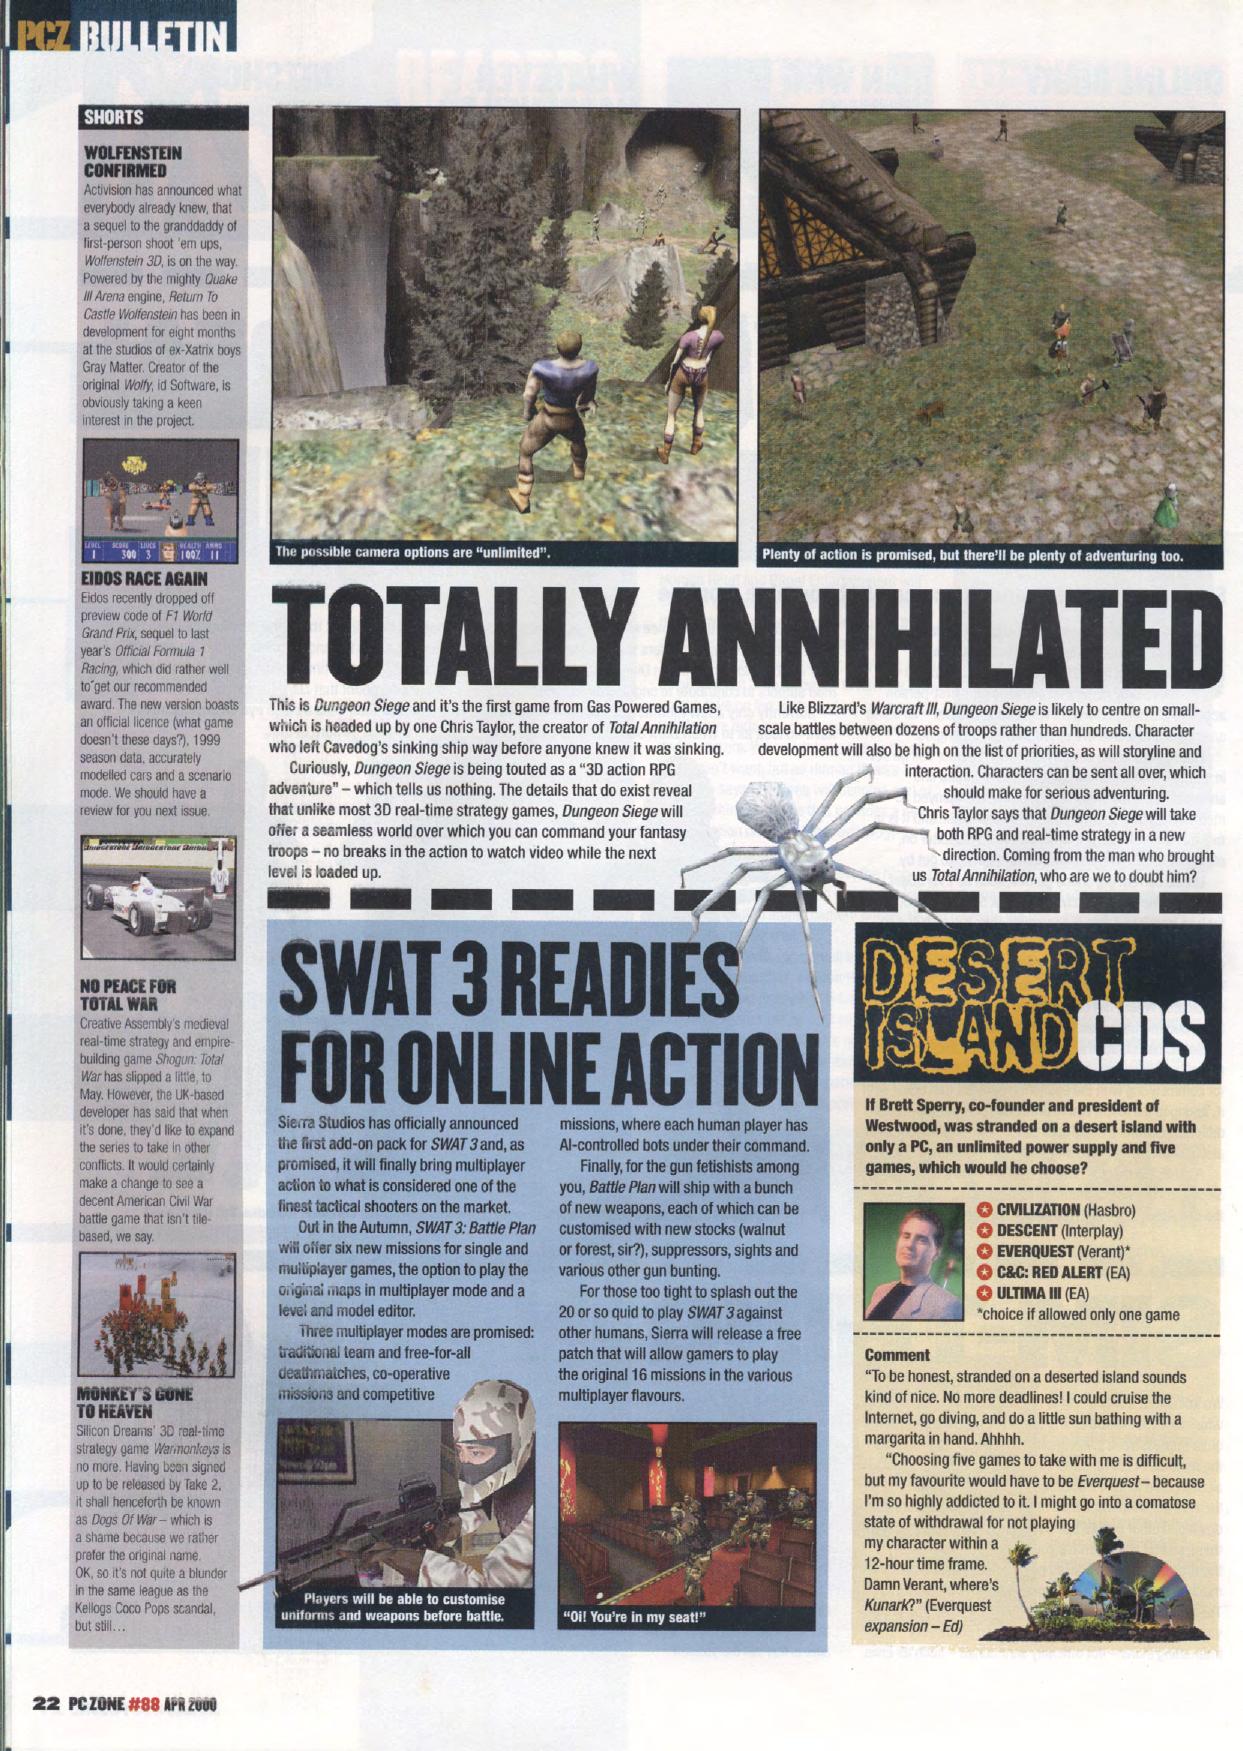 PCZ BULLETIN
SHORTS
WOLFENSTEIN
CONFIRMED
Activision has announced what
everybody already knew, that
a sequel to the granddaddy of
first-person shoot 'em ups,
Wolfenstein 3D, is on the way.
Powered by the mighty Quake
III Arena engine, Return To
Castle Wolfenstein has been in
development for eight months
at the studios of ex-Xatrix boys
Gray Matter. Creator of the
original Wolfy, id Software, is
obviously taking a keen
interest in the project.
LEVEL SCORE LIVES HEALTH AMMO
1 300 3 100% 11
EIDOS RACE AGAIN
Eidos recently dropped off
preview code of F1 World
Grand Prix, sequel to last
year's Official Formula 1
Racing, which did rather well
to get our recommended
award. The new version boasts
an official licence (what game
doesn't these days?), 1999
season data, accurately
modelled cars and a scenario
mode. We should have a
review for you next issue.
BRIDGESTONE BRIDGESTONE
NO PEACE FOR
TOTAL WAR
Creative Assembly's medieval
real-time strategy and empire-
building game Shogun: Total
War has slipped a little, to
May. However, the UK-based
developer has said that when
it's done, they'd like to expand
the series to take in other
conflicts. It would certainly
make a change to see a
decent American Civil War
battle game that isn't tile-
based, we say.
MONKEY'S GONE
TO HEAVEN
Silicon Dreams' 3D real-time
strategy game Warmonkeys is
no more. Having been signed
up to be released by Take 2,
it shall henceforth be known
as Dogs Of War – which is
a shame because we rather
prefer the original name.
OK, so it's not quite a blunder
in the same league as the
Kellogs Coco Pops scandal,
but still...
The possible camera options are "unlimited".
Plenty of action is promised, but there'll be plenty of adventuring too.
TOTALLY ANNIHILATED
This is Dungeon Siege and it's the first game from Gas Powered Games,
which is headed up by one Chris Taylor, the creator of Total Annihilation
who left Cavedog's sinking ship way before anyone knew it was sinking.
Curiously, Dungeon Siege is being touted as a "3D action RPG
adventure" – which tells us nothing. The details that do exist reveal
that unlike most 3D real-time strategy games, Dungeon Siege will
offer a seamless world over which you can command your fantasy
troops – no breaks in the action to watch video while the next
level is loaded up.
Like Blizzard's Warcraft III, Dungeon Siege is likely to centre on small-
scale battles between dozens of troops rather than hundreds. Character
development will also be high on the list of priorities, as will storyline and
interaction. Characters can be sent all over, which
should make for serious adventuring.
Chris Taylor says that Dungeon Siege will take
both RPG and real-time strategy in a new
direction. Coming from the man who brought
us Total Annihilation, who are we to doubt him?
SWAT 3 READIES
FOR ONLINE ACTION
Sierra Studios has officially announced
the first add-on pack for SWAT 3 and, as
promised, it will finally bring multiplayer
action to what is considered one of the
finest tactical shooters on the market.
Out in the Autumn, SWAT 3: Battle Plan
will offer six new missions for single and
multiplayer games, the option to play the
original maps in multiplayer mode and a
level and model editor.
Three multiplayer modes are promised:
traditional team and free-for-all
deathmatches, co-operative
missions and competitive
missions, where each human player has
AI-controlled bots under their command.
Finally, for the gun fetishists among
you, Battle Plan will ship with a bunch
of new weapons, each of which can be
customised with new stocks (walnut
or forest, sir?), suppressors, sights and
various other gun bunting.
For those too tight to splash out the
20 or so quid to play SWAT 3 against
other humans, Sierra will release a free
patch that will allow gamers to play
the original 16 missions in the various
multiplayer flavours.
Players will be able to customise
uniforms and weapons before battle.
"Oi! You're in my seat!"
DESERT
ISLAND CDS
If Brett Sperry, co-founder and president of
Westwood, was stranded on a desert island with
only a PC, an unlimited power supply and five
games, which would he choose?
CIVILIZATION (Hasbro)
DESCENT (Interplay)
EVERQUEST (Verant)*
C&C: RED ALERT (EA)
ULTIMA III (EA)
*choice if allowed only one game
Comment
"To be honest, stranded on a deserted island sounds
kind of nice. No more deadlines! I could cruise the
Internet, go diving, and do a little sun bathing with a
margarita in hand. Ahhhh.
"Choosing five games to take with me is difficult,
but my favourite would have to be Everquest – because
I'm so highly addicted to it. I might go into a comatose
state of withdrawal for not playing
my character within a
12-hour time frame.
Damn Verant, where's
Kunark?" (Everquest
expansion – Ed)
22 PC ZONE #88 APR 2000